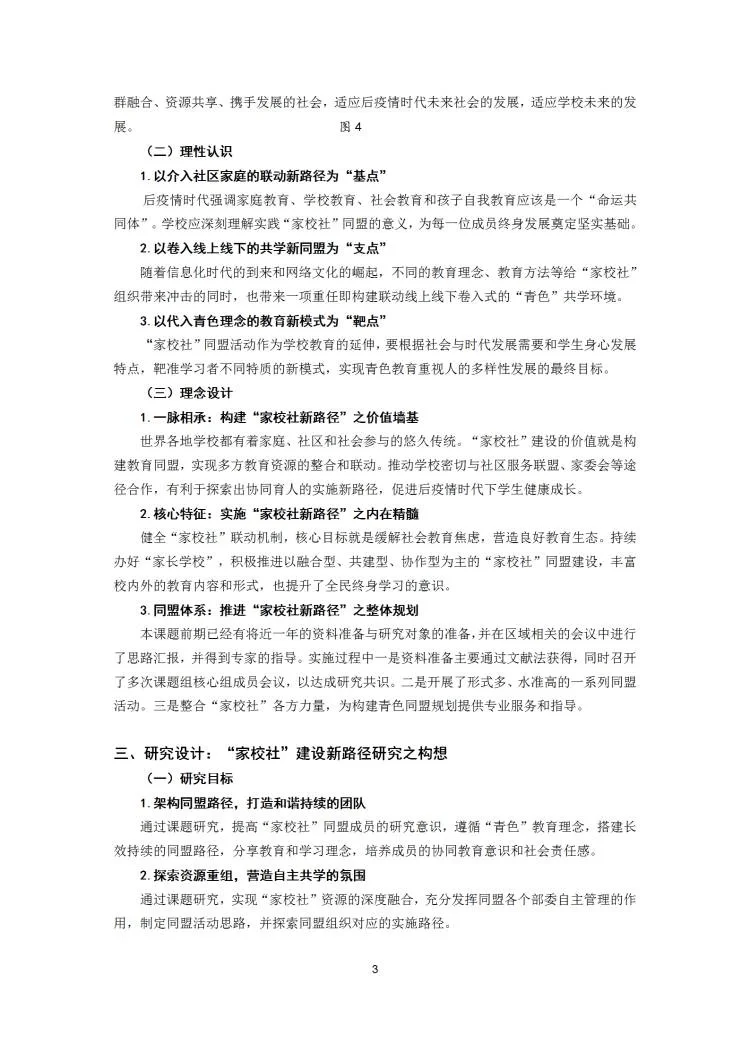 群融合、资源共享、携手发展的社会，适应后疫情时代未来社会的发展，适应学校未来的发
展。 图 4
（二）理性认识
1.以介入社区家庭的联动新路径为“基点”
后疫情时代强调家庭教育、学校教育、社会教育和孩子自我教育应该是一个“命运共
同体”。学校应深刻理解实践“家校社”同盟的意义，为每一位成员终身发展奠定坚实基础。
2.以卷入线上线下的共学新同盟为“支点”
随着信息化时代的到来和网络文化的崛起，不同的教育理念、教育方法等给“家校社”
组织带来冲击的同时，也带来一项重任即构建联动线上线下卷入式的“青色”共学环境。
3.以代入青色理念的教育新模式为“靶点”
“家校社”同盟活动作为学校教育的延伸，要根据社会与时代发展需要和学生身心发展
特点，靶准学习者不同特质的新模式，实现青色教育重视人的多样性发展的最终目标。
（三）理念设计
1.一脉相承：构建“家校社新路径”之价值墙基
世界各地学校都有着家庭、社区和社会参与的悠久传统。“家校社”建设的价值就是构
建教育同盟，实现多方教育资源的整合和联动。推动学校密切与社区服务联盟、家委会等途
径合作，有利于探索出协同育人的实施新路径，促进后疫情时代下学生健康成长。
2.核心特征：实施“家校社新路径”之内在精髓
健全“家校社”联动机制，核心目标就是缓解社会教育焦虑，营造良好教育生态。持续
办好“家长学校”，积极推进以融合型、共建型、协作型为主的“家校社”同盟建设，丰富
校内外的教育内容和形式，也提升了全民终身学习的意识。
3.同盟体系：推进“家校社新路径”之整体规划
本课题前期已经有将近一年的资料准备与研究对象的准备，并在区域相关的会议中进行
了思路汇报，并得到专家的指导。实施过程中一是资料准备主要通过文献法获得，同时召开
了多次课题组核心组成员会议，以达成研究共识。二是开展了形式多、水准高的一系列同盟
活动。三是整合“家校社”各方力量，为构建青色同盟规划提供专业服务和指导。
三、研究设计：“家校社”建设新路径研究之构想
（一）研究目标
1.架构同盟路径，打造和谐持续的团队
通过课题研究，提高“家校社”同盟成员的研究意识，遵循“青色”教育理念，搭建长
效持续的同盟路径，分享教育和学习理念，培养成员的协同教育意识和社会责任感。
2.探索资源重组，营造自主共学的氛围
通过课题研究，实现“家校社”资源的深度融合，充分发挥同盟各个部委自主管理的作
用，制定同盟活动思路，并探索同盟组织对应的实施路径。
3